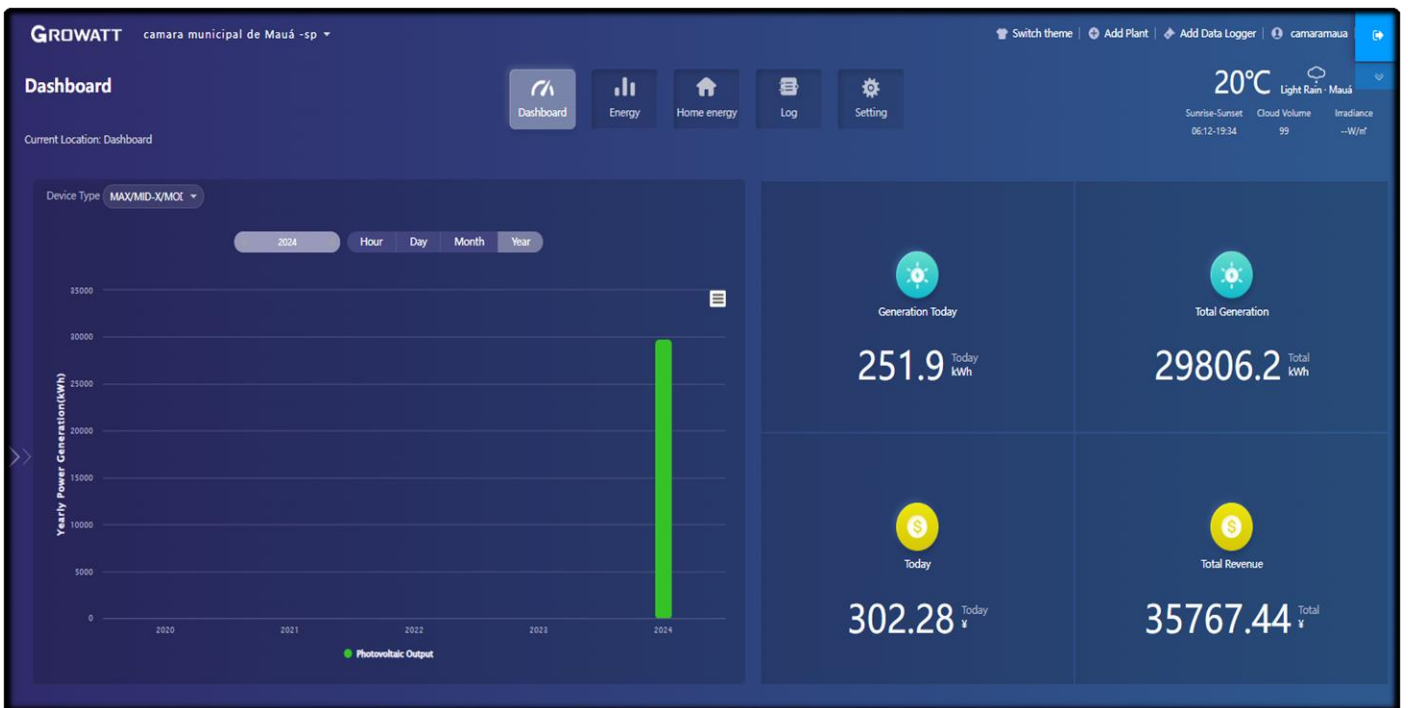 GROWATT camara municipal de Mauá -sp
Switch theme | Add Plant | Add Data Logger | camaramaua
Dashboard
Dashboard
Energy
Home energy
Log
Setting
20°C Light Rain · Mauá
Sunrise-Sunset Cloud Volume Irradiance
06:12-19:34 99 --W/㎡
Current Location: Dashboard
Device Type MAX/MID-X/MO
2024 Hour Day Month Year
Yearly Power Generation(kWh)
35000
30000
25000
20000
15000
10000
5000
0
2020 2021 2022 2023 2024
Photovoltaic Output
Generation Today
251.9 Today
kWh
Total Generation
29806.2 Total
kWh
$
Today
302.28 Today
¥
$
Total Revenue
35767.44 Total
¥